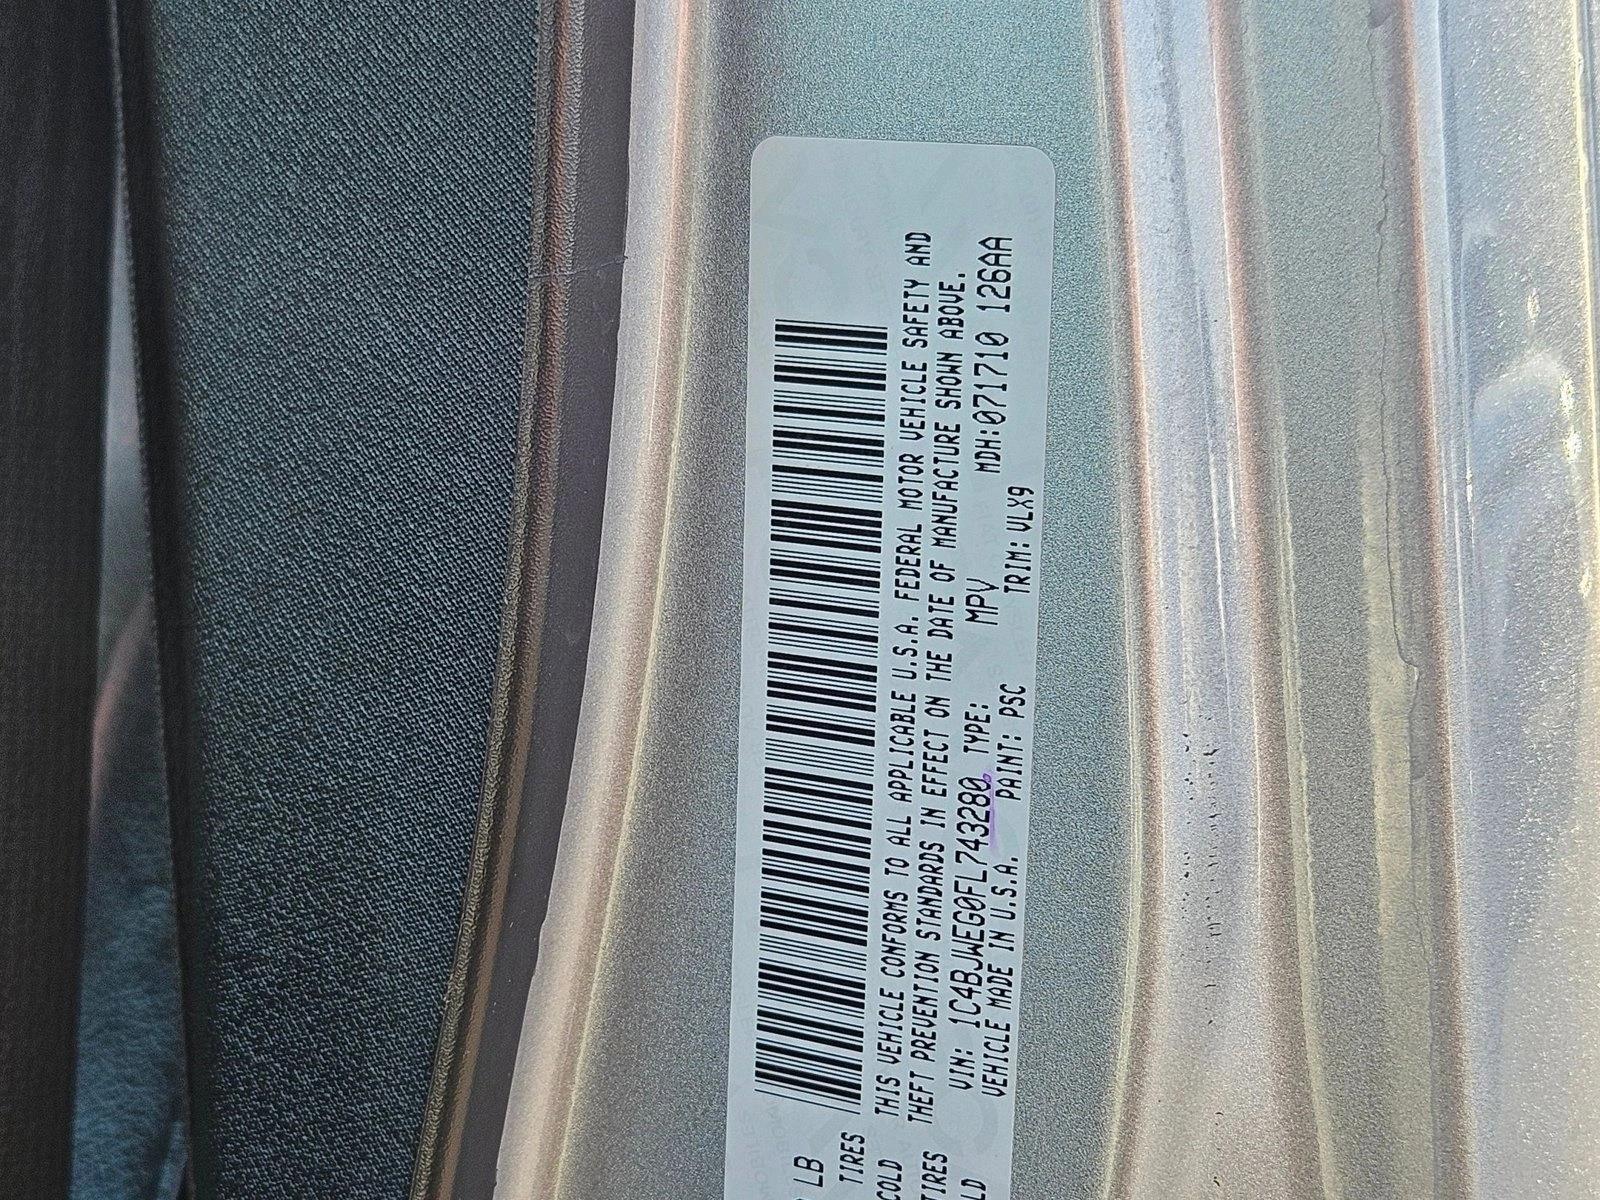 LB
TIRES
COLD
TIRES
LD
THIS VEHICLE CONFORMS TO ALL APPLICABLE U.S.A. FEDERAL MOTOR VEHICLE SAFETY AND
THEFT PREVENTION STANDARDS IN EFFECT ON THE DATE OF MANUFACTURE SHOWN ABOVE.
VIN: 1C4BJWEG0FL743280 TYPE: MPV MDH:071710 126AA
VEHICLE MADE IN U.S.A. PAINT: PSC TRIM: VLX9